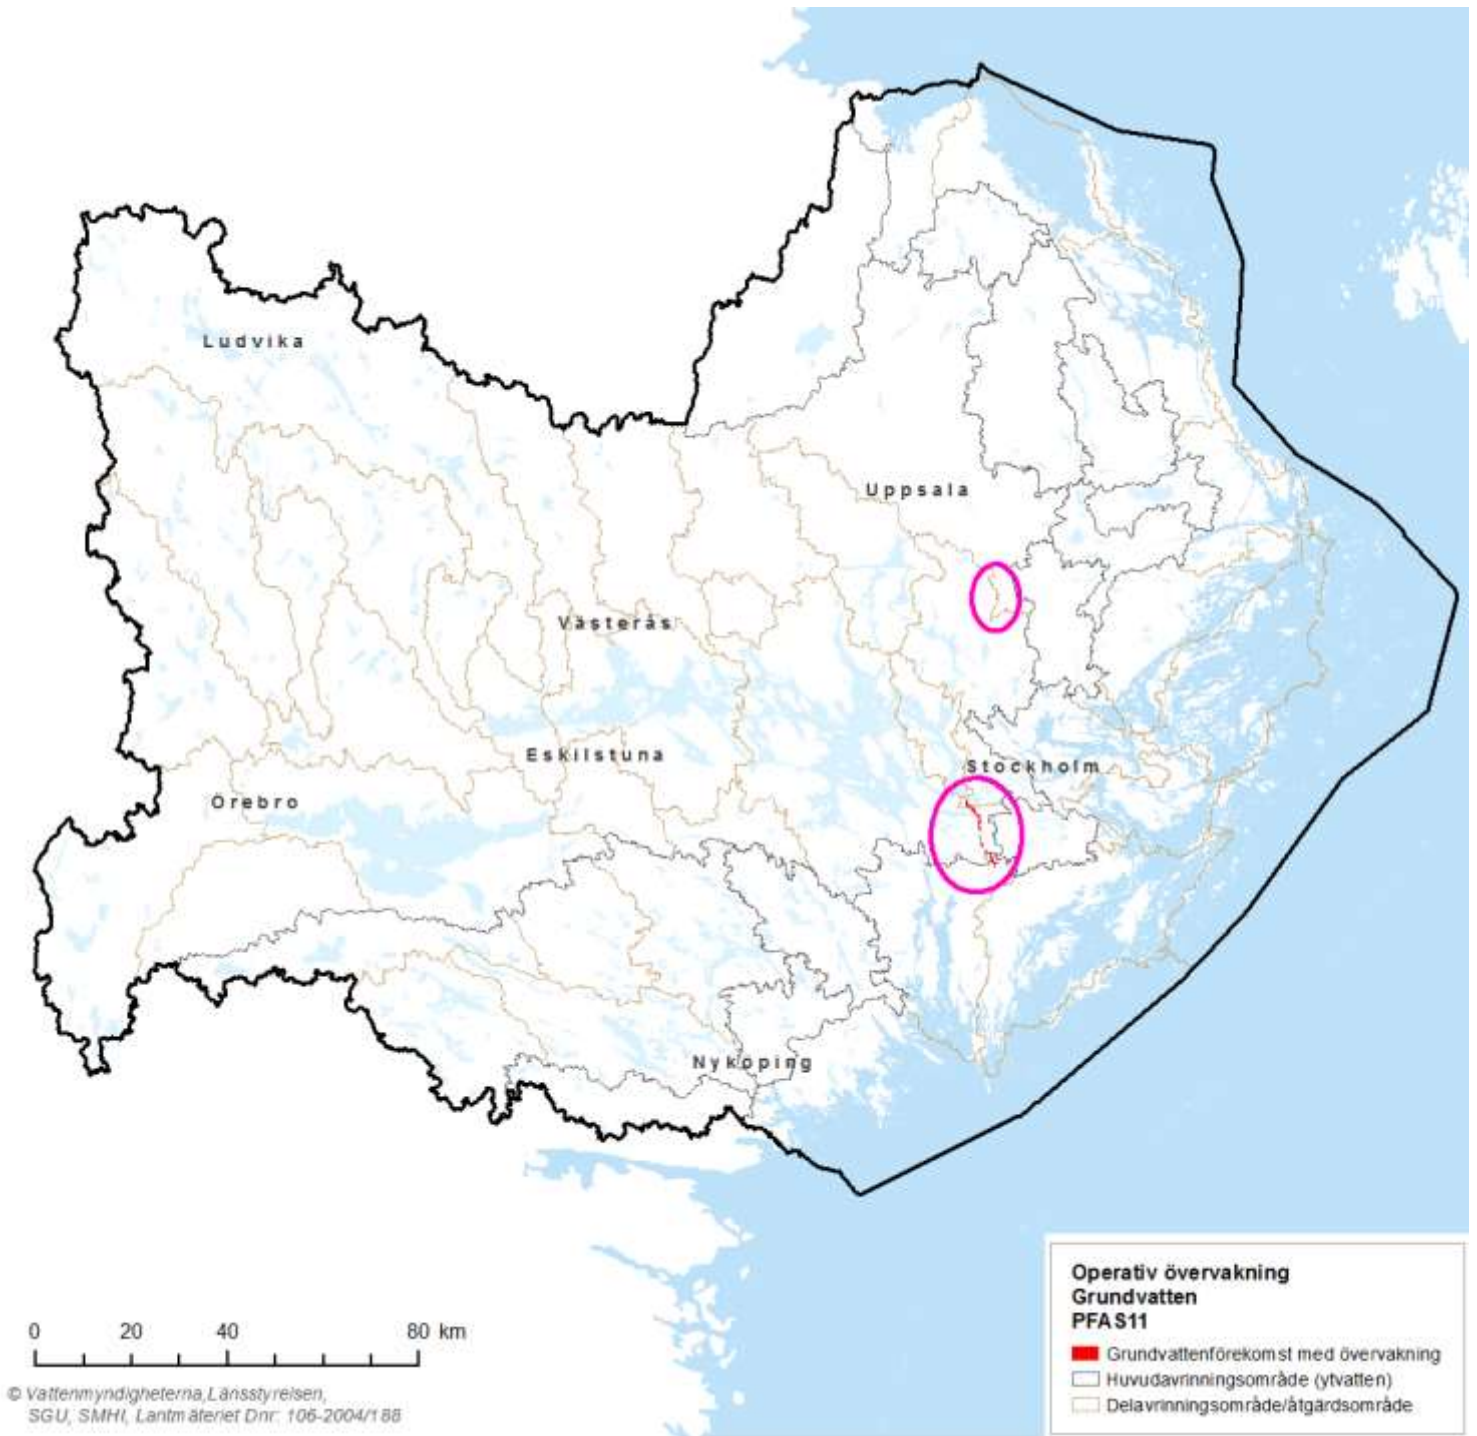 Ludvika
Uppsala
Västerås
Eskilstuna
Stockholm
Örebro
Nyköping
0 20 40 80 km
© Vattenmyndigheterna, Länsstyrelsen,
SGU, SMHI, Lantmäteriet Dnr: 106-2004/188
Operativ övervakning
Grundvatten
PFAS11
Grundvattenförekomst med övervakning
Huvudavrinningsområde (ytvatten)
Delavrinningsområde/åtgärdsområde